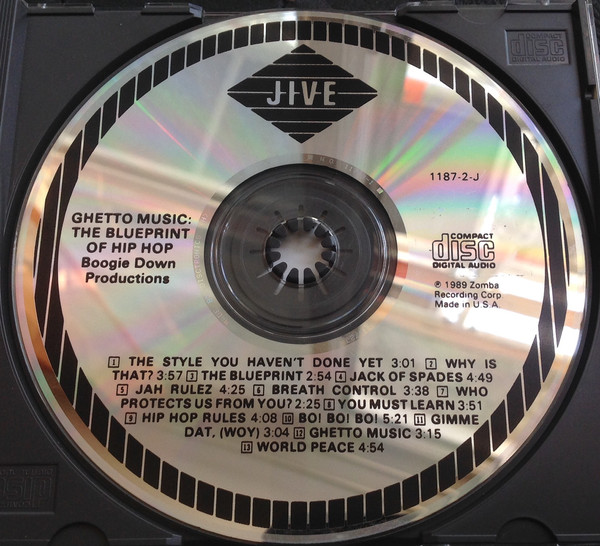 JIVE
COMPACT
disc
DIGITAL AUDIO
1187-2-J
GHETTO MUSIC:
THE BLUEPRINT
OF HIP HOP
Boogie Down
Productions
COMPACT
disc
DIGITAL AUDIO
℗ 1989 Zomba
Recording Corp
Made in U S A.
1 THE STYLE YOU HAVEN'T DONE YET 3:01 2 WHY IS
THAT? 3:57 3 THE BLUEPRINT 2:54 4 JACK OF SPADES 4:49
5 JAH RULEZ 4:25 6 BREATH CONTROL 3:38 7 WHO
PROTECTS US FROM YOU? 2:25 8 YOU MUST LEARN 3:51
9 HIP HOP RULES 4:08 10 BO! BO! BO! 5:21 11 GIMME
DAT, (WOY) 3:04 12 GHETTO MUSIC 3:15
13 WORLD PEACE 4:54